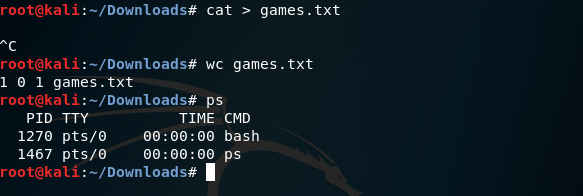 root@kali:~/Downloads# cat > games.txt
^C
root@kali:~/Downloads# wc games.txt
1 0 1 games.txt
root@kali:~/Downloads# ps
PID TTY TIME CMD
1270 pts/0 00:00:00 bash
1467 pts/0 00:00:00 ps
root@kali:~/Downloads#